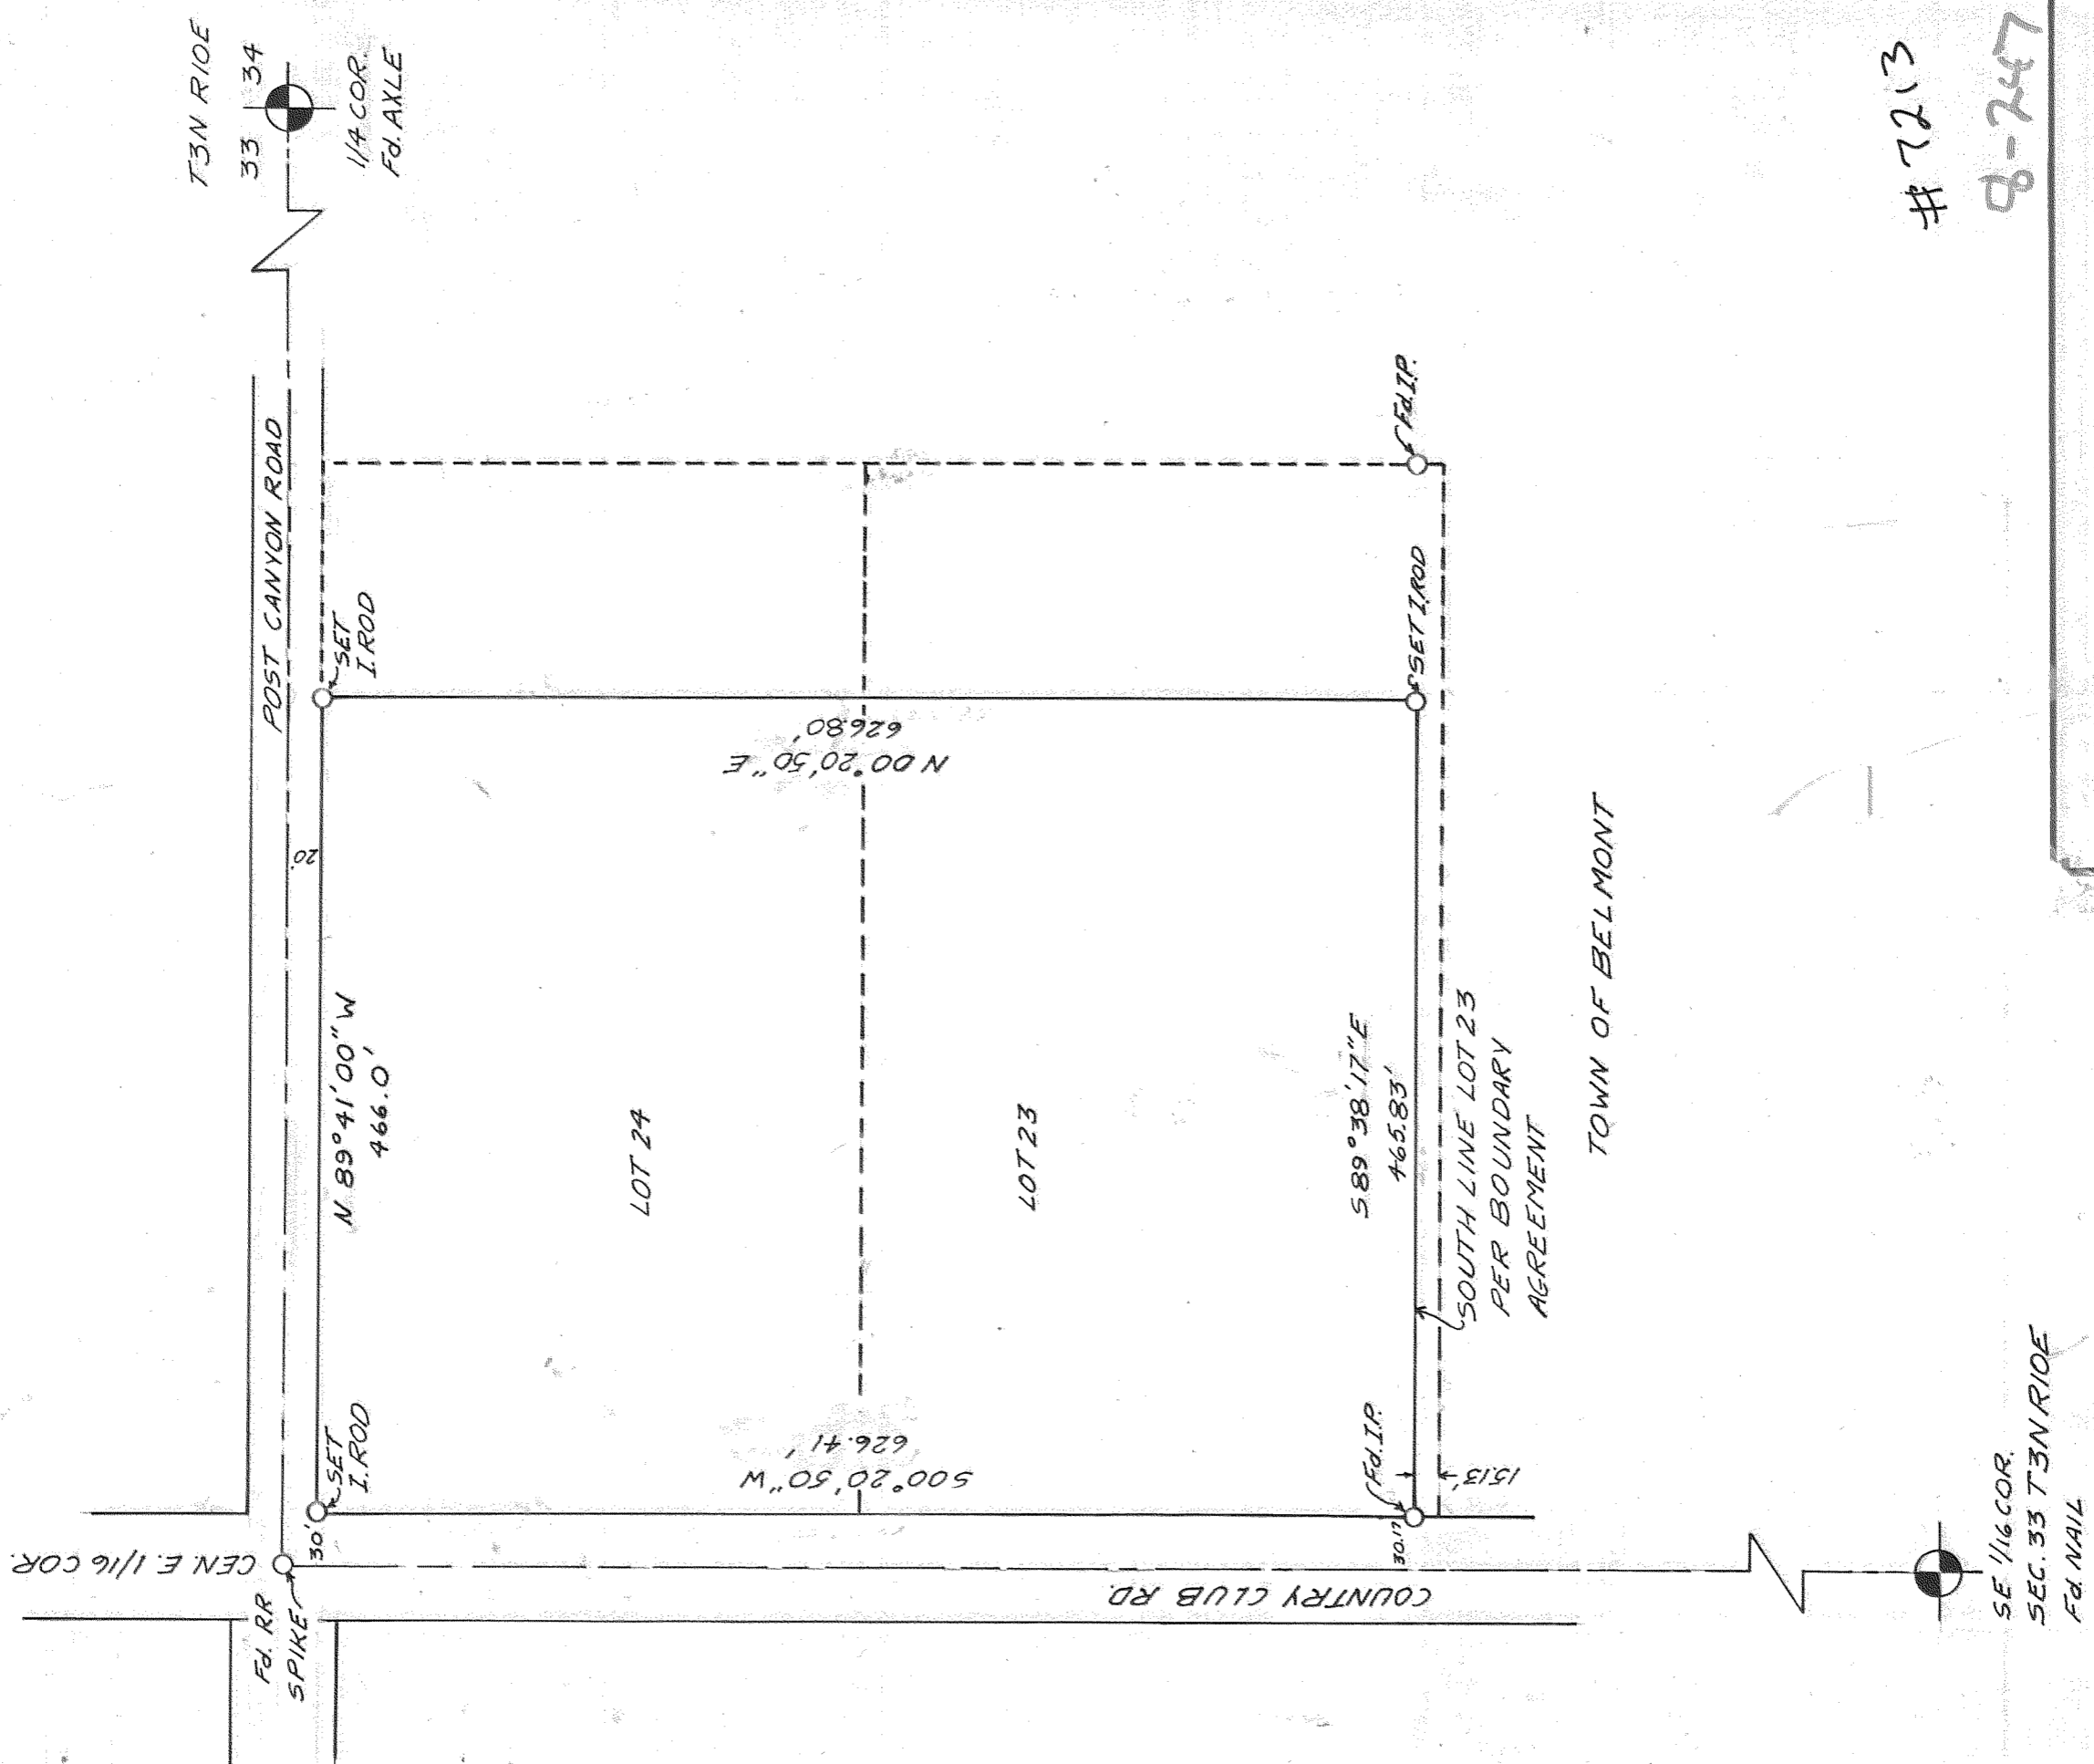 T3N R10E
33 34
1/4 COR.
Fd. AXLE
POST CANYON ROAD
SET
I.ROD
20'
N 89°41'00"W
466.0'
SET
I.ROD
30'
CEN E. 1/16 COR.
Fd. RR
SPIKE
N 00°20'50"E
626.80'
LOT 24
LOT 23
S00°20'50"W
626.41'
Fd.I.P.
SET I.ROD
S89°38'17"E
465.83'
Fd.I.P.
30.17
15.13'
SOUTH LINE LOT 23
PER BOUNDARY
AGREEMENT
COUNTRY CLUB RD.
TOWN OF BELMONT
SE 1/16 COR.
SEC. 33 T3N R10E
Fd. NAIL
# 7213
8-247